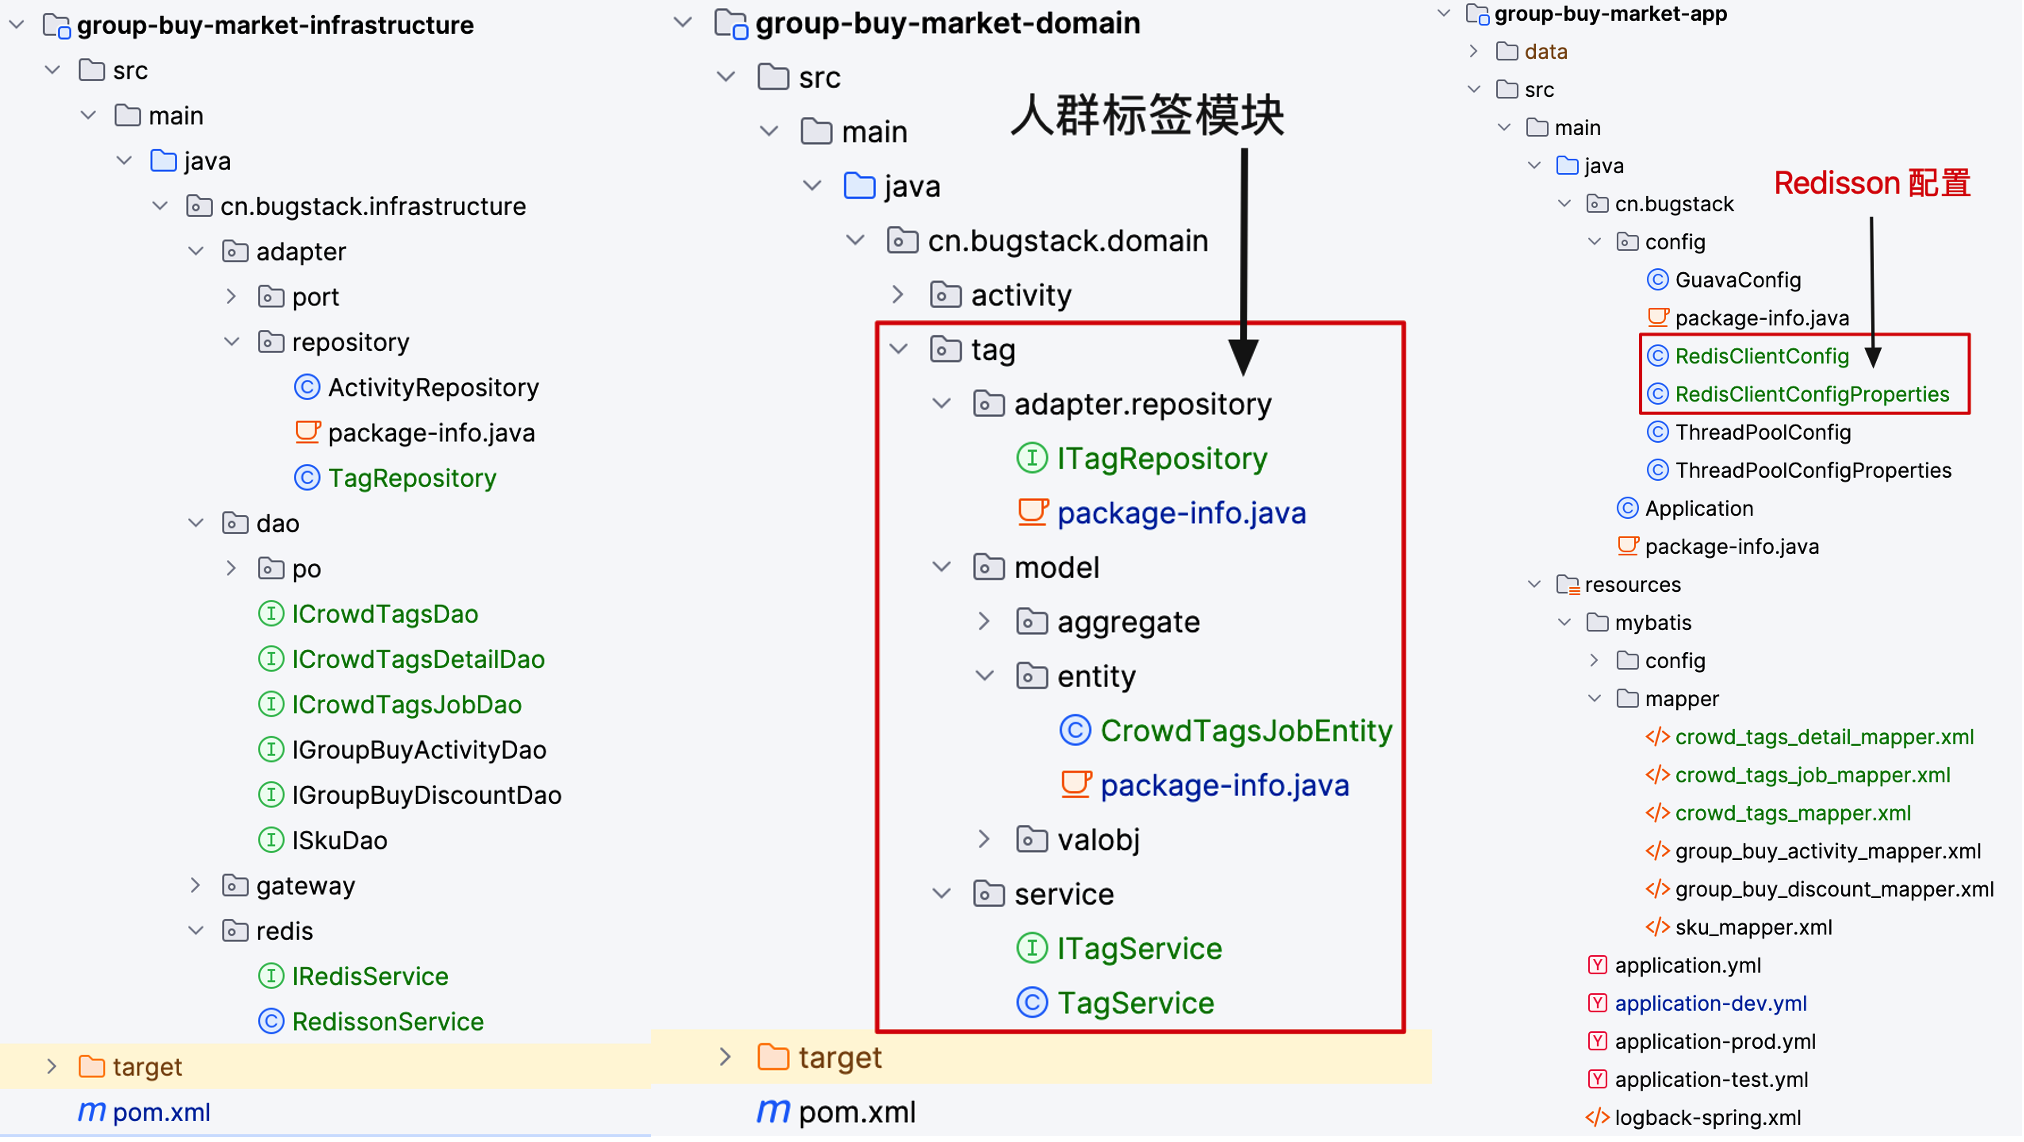 group-buy-market-infrastructure
src
main
java
cn.bugstack.infrastructure
adapter
port
repository
ActivityRepository
package-info.java
TagRepository
dao
po
ICrowdTagsDao
ICrowdTagsDetailDao
ICrowdTagsJobDao
IGroupBuyActivityDao
IGroupBuyDiscountDao
ISkuDao
gateway
redis
IRedisService
RedissonService
target
pom.xml
group-buy-market-domain
src
人群标签模块
main
java
cn.bugstack.domain
activity
tag
adapter.repository
ITagRepository
package-info.java
model
aggregate
entity
CrowdTagsJobEntity
package-info.java
valobj
service
ITagService
TagService
target
pom.xml
group-buy-market-app
data
src
main
java
Redisson 配置
cn.bugstack
config
GuavaConfig
package-info.java
RedisClientConfig
RedisClientConfigProperties
ThreadPoolConfig
ThreadPoolConfigProperties
Application
package-info.java
resources
mybatis
config
mapper
crowd_tags_detail_mapper.xml
crowd_tags_job_mapper.xml
crowd_tags_mapper.xml
group_buy_activity_mapper.xml
group_buy_discount_mapper.xml
sku_mapper.xml
application.yml
application-dev.yml
application-prod.yml
application-test.yml
logback-spring.xml